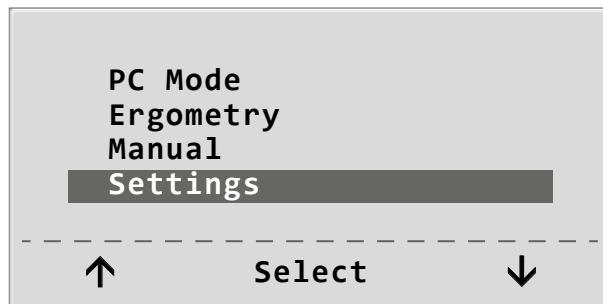 PC Mode
Ergometry
Manual
Settings
↑ Select ↓